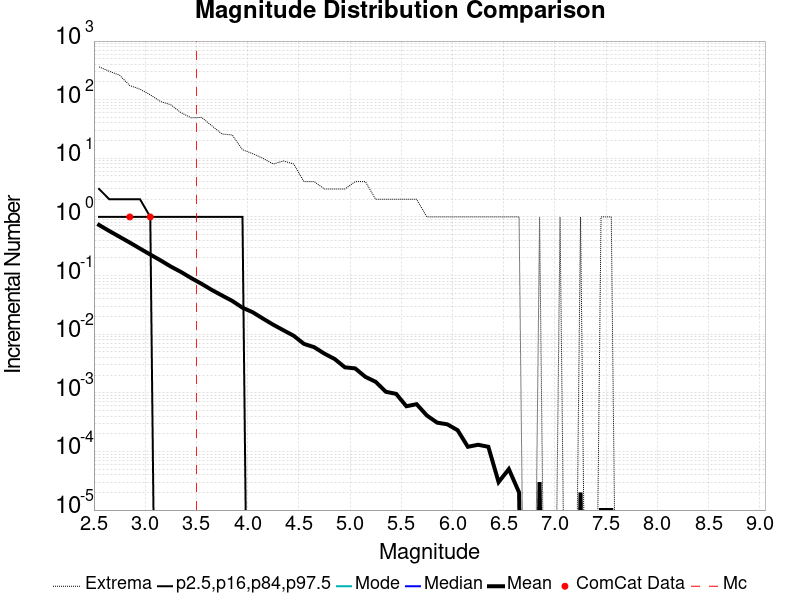 Magnitude Distribution Comparison
10 3
10 2
10 1
10 0
10 -1
10 -2
10 -3
10 -4
10 -5
Incremental Number
2.5 3.0 3.5 4.0 4.5 5.0 5.5 6.0 6.5 7.0 7.5 8.0 8.5 9.0
Magnitude
Extrema p2.5,p16,p84,p97.5 Mode Median Mean ComCat Data Mc